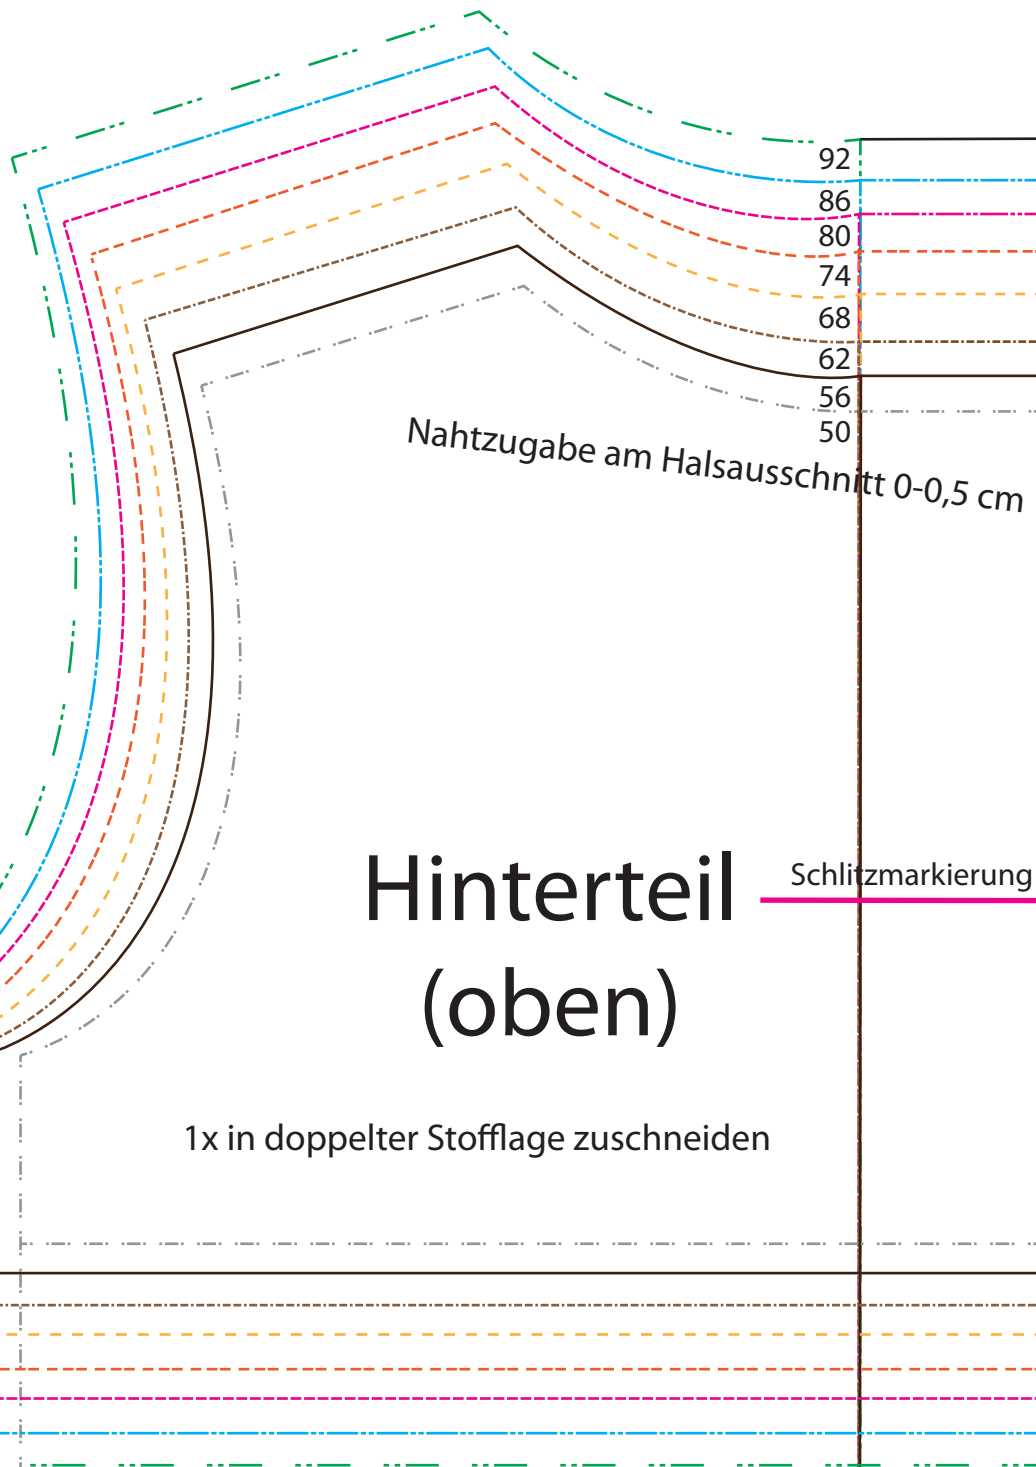 92
86
80
74
68
62
56
50
Nahtzugabe am Halsausschnitt 0-0,5 cm
Hinterteil
Schlitzmarkierung
(oben)
1x in doppelter Stofflage zuschneiden